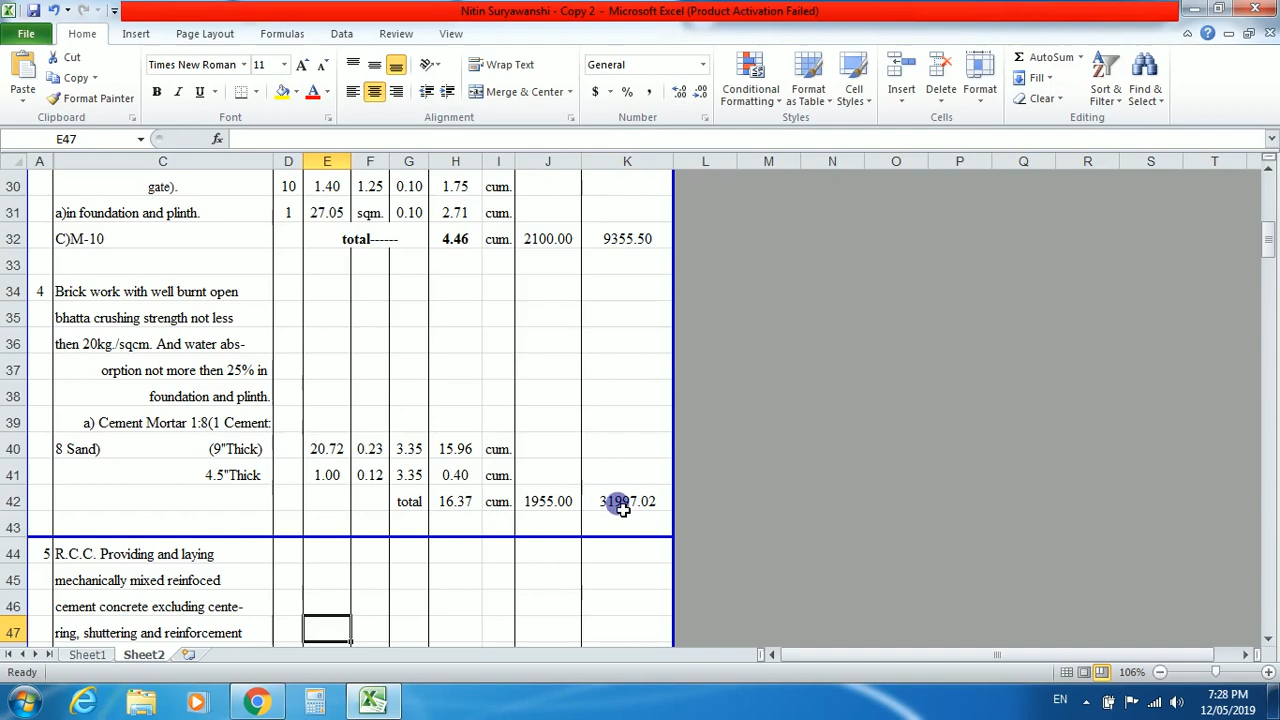 Nitin Suryawanshi - Copy 2 - Microsoft Excel (Product Activation Failed)
File Home Insert Page Layout Formulas Data Review View
Paste Cut Copy Format Painter Clipboard
Times New Roman 11 B I U A Font
Wrap Text Merge & Center Alignment
General $ % , Number
Conditional Formatting Format as Table Cell Styles Styles
Insert Delete Format Cells
Σ AutoSum Fill Clear Sort & Filter Find & Select Editing
E47 fx
A C D E F G H I J K L M N O P Q R S T
30 gate). 10 1.40 1.25 0.10 1.75 cum.
31 a)in foundation and plinth. 1 27.05 sqm. 0.10 2.71 cum.
32 C)M-10 total------ 4.46 cum. 2100.00 9355.50
33
34 4 Brick work with well burnt open
35 bhatta crushing strength not less
36 then 20kg./sqcm. And water abs-
37 orption not more then 25% in
38 foundation and plinth.
39 a) Cement Mortar 1:8(1 Cement:
40 8 Sand) (9"Thick) 20.72 0.23 3.35 15.96 cum.
41 4.5"Thick 1.00 0.12 3.35 0.40 cum.
42 total 16.37 cum. 1955.00 31997.02
43
44 5 R.C.C. Providing and laying
45 mechanically mixed reinfoced
46 cement concrete excluding cente-
47 ring, shuttering and reinforcement
Sheet1 Sheet2
Ready 106%
EN 7:28 PM
12/05/2019